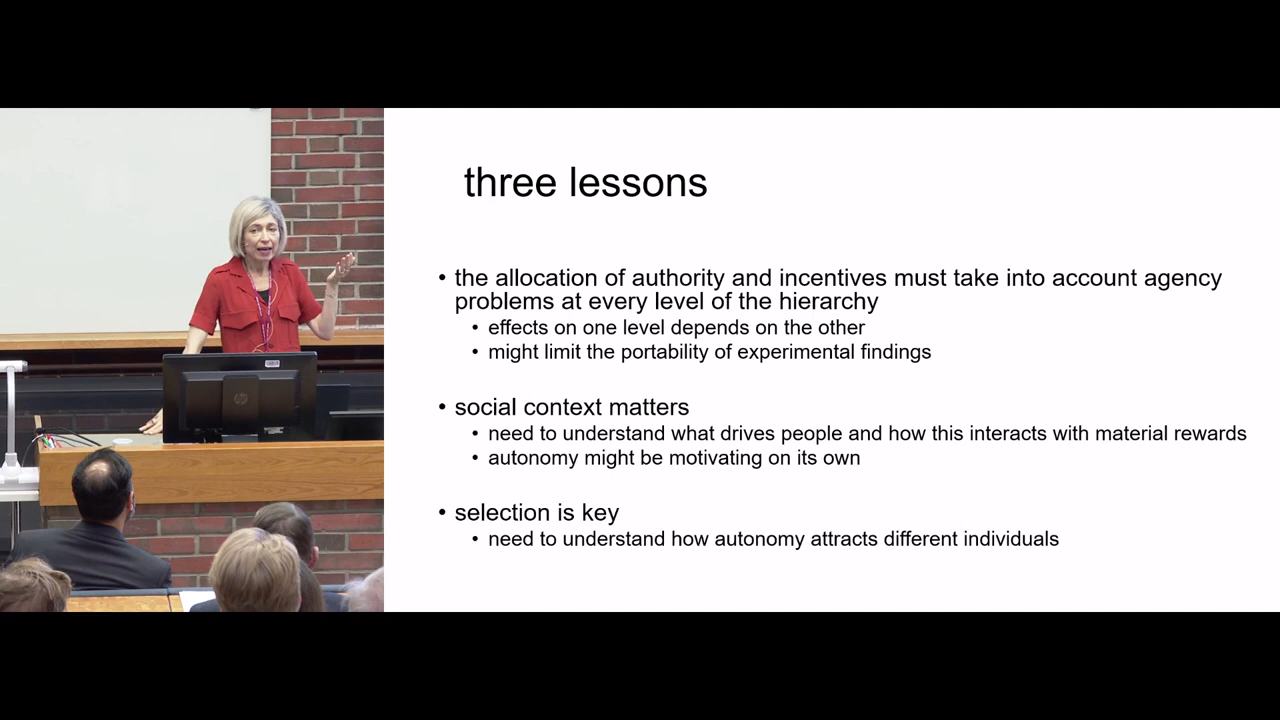 three lessons
• the allocation of authority and incentives must take into account agency
problems at every level of the hierarchy
• effects on one level depends on the other
• might limit the portability of experimental findings
• social context matters
• need to understand what drives people and how this interacts with material rewards
• autonomy might be motivating on its own
• selection is key
• need to understand how autonomy attracts different individuals
hp